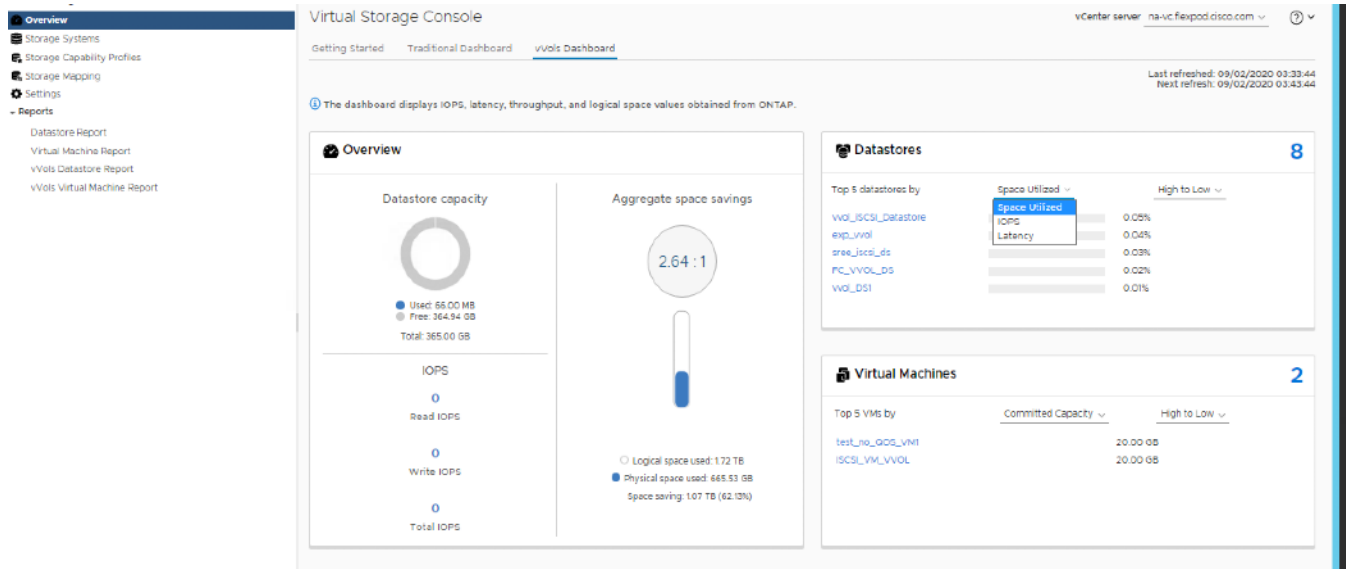 Overview
Storage Systems
Storage Capability Profiles
Storage Mapping
Settings
Reports
Datastore Report
Virtual Machine Report
vVols Datastore Report
vVols Virtual Machine Report
Virtual Storage Console
vCenter server na-vc.flexpod.cisco.com
?
Getting Started Traditional Dashboard vVols Dashboard
Last refreshed: 09/02/2020 03:33:44
Next refresh: 09/02/2020 03:43:44
The dashboard displays IOPS, latency, throughput, and logical space values obtained from ONTAP.
Overview
Datastore capacity
Used: 66.00 MB
Free: 364.94 GB
Total: 365.00 GB
IOPS
0
Read IOPS
0
Write IOPS
0
Total IOPS
Aggregate space savings
2.64 : 1
Logical space used: 1.72 TB
Physical space used: 665.53 GB
Space saving: 1.07 TB (62.13%)
Datastores 8
Top 5 datastores by Space Utilized High to Low
Space Utilized
IOPS
Latency
vvol_iSCSI_Datastore 0.05%
exp_vvol 0.04%
sree_iscsi_ds 0.03%
FC_VVOL_DS 0.02%
vvol_DS1 0.01%
Virtual Machines 2
Top 5 VMs by Committed Capacity High to Low
test_no_QOS_VM1 20.00 GB
ISCSI_VM_VVOL 20.00 GB